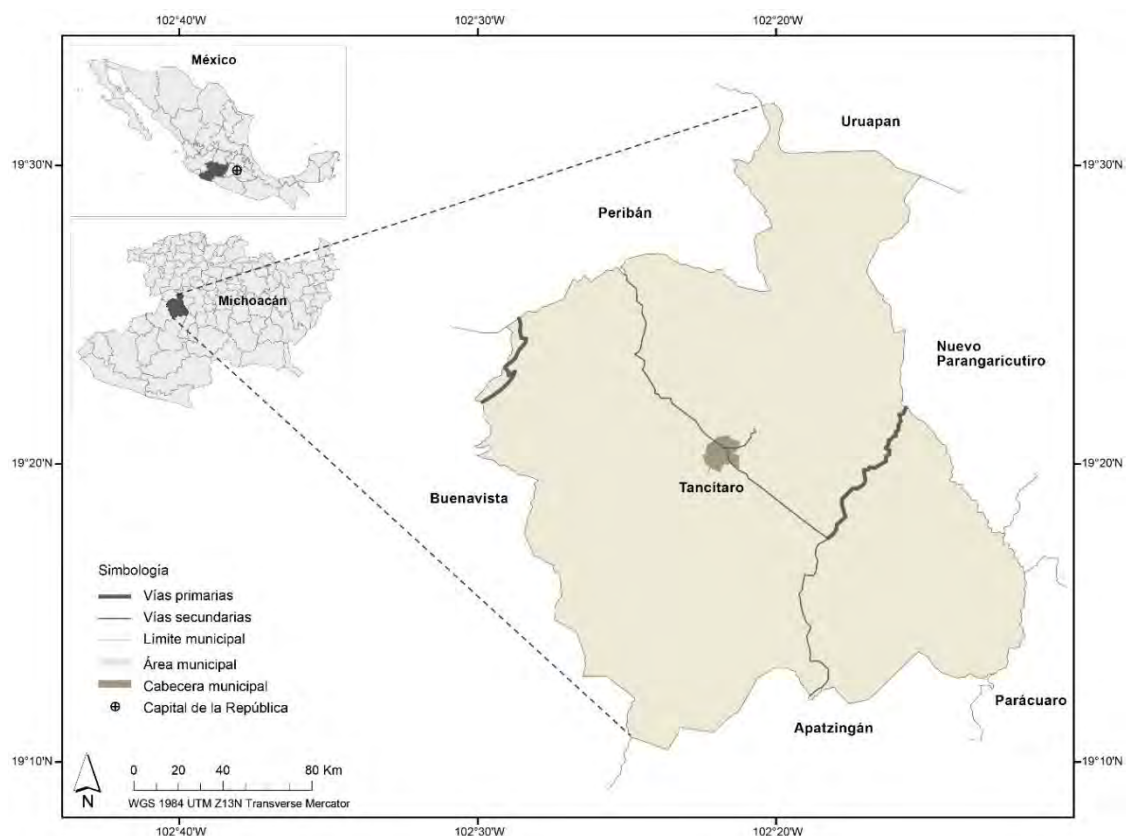 102°40'W
102°30'W
102°20'W
México
Uruapan
19°30'N
19°30'N
Peribán
Michoacán
Nuevo
Parangaricutiro
19°20'N
19°20'N
Tancítaro
Buenavista
Simbología
Vías primarias
Vías secundarias
Límite municipal
Área municipal
Cabecera municipal
Capital de la República
Parácuaro
Apatzingán
19°10'N
19°10'N
0 20 40 80 Km
N
WGS 1984 UTM Z13N Transverse Mercator
102°40'W
102°30'W
102°20'W